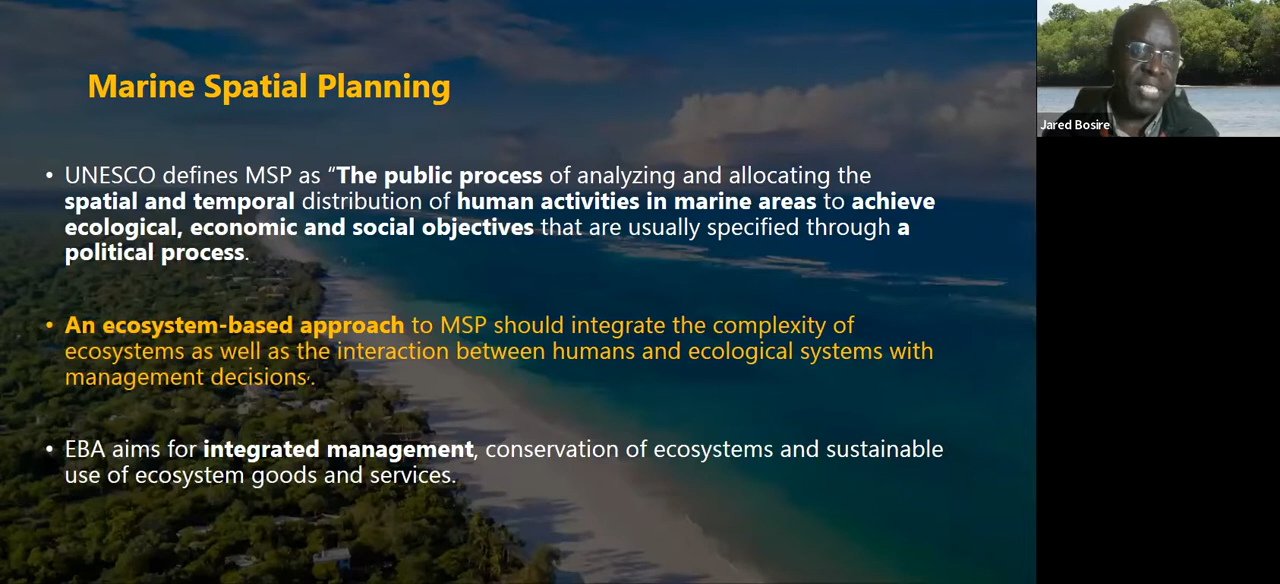 Marine Spatial Planning
• UNESCO defines MSP as “The public process of analyzing and allocating the
spatial and temporal distribution of human activities in marine areas to achieve
ecological, economic and social objectives that are usually specified through a
political process.
• An ecosystem-based approach to MSP should integrate the complexity of
ecosystems as well as the interaction between humans and ecological systems with
management decisions’.
• EBA aims for integrated management, conservation of ecosystems and sustainable
use of ecosystem goods and services.
Jared Bosire